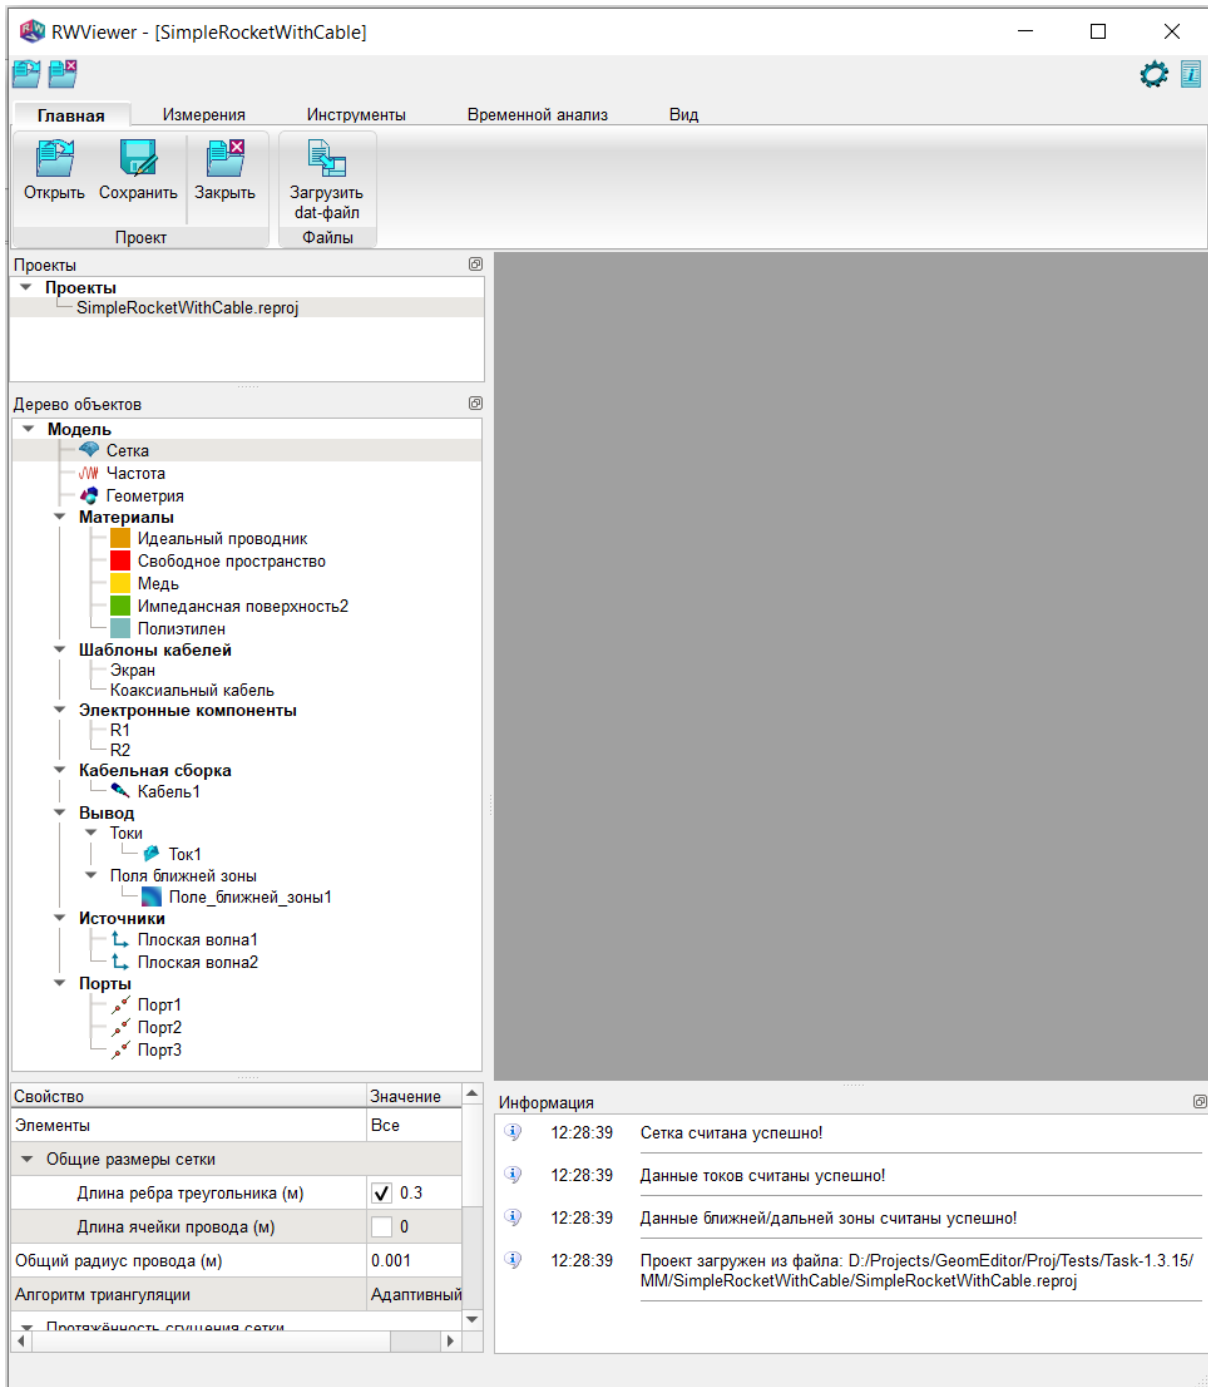 RWViewer - [SimpleRocketWithCable]
Главная Измерения Инструменты Временной анализ Вид
Открыть Сохранить Закрыть Загрузить
dat-файл
Проект Файлы
Проекты
Проекты
SimpleRocketWithCable.reproj
Дерево объектов
Модель
Сетка
Частота
Геометрия
Материалы
Идеальный проводник
Свободное пространство
Медь
Импедансная поверхность2
Полиэтилен
Шаблоны кабелей
Экран
Коаксиальный кабель
Электронные компоненты
R1
R2
Кабельная сборка
Кабель1
Вывод
Токи
Ток1
Поля ближней зоны
Поле_ближней_зоны1
Источники
Плоская волна1
Плоская волна2
Порты
Порт1
Порт2
Порт3
Свойство Значение
Элементы Все
Общие размеры сетки
Длина ребра треугольника (м) 0.3
Длина ячейки провода (м) 0
Общий радиус провода (м) 0.001
Алгоритм триангуляции Адаптивный
Протяжённость сгущения сетки
Информация
12:28:39 Сетка считана успешно!
12:28:39 Данные токов считаны успешно!
12:28:39 Данные ближней/дальней зоны считаны успешно!
12:28:39 Проект загружен из файла: D:/Projects/GeomEditor/Proj/Tests/Task-1.3.15/
MM/SimpleRocketWithCable/SimpleRocketWithCable.reproj